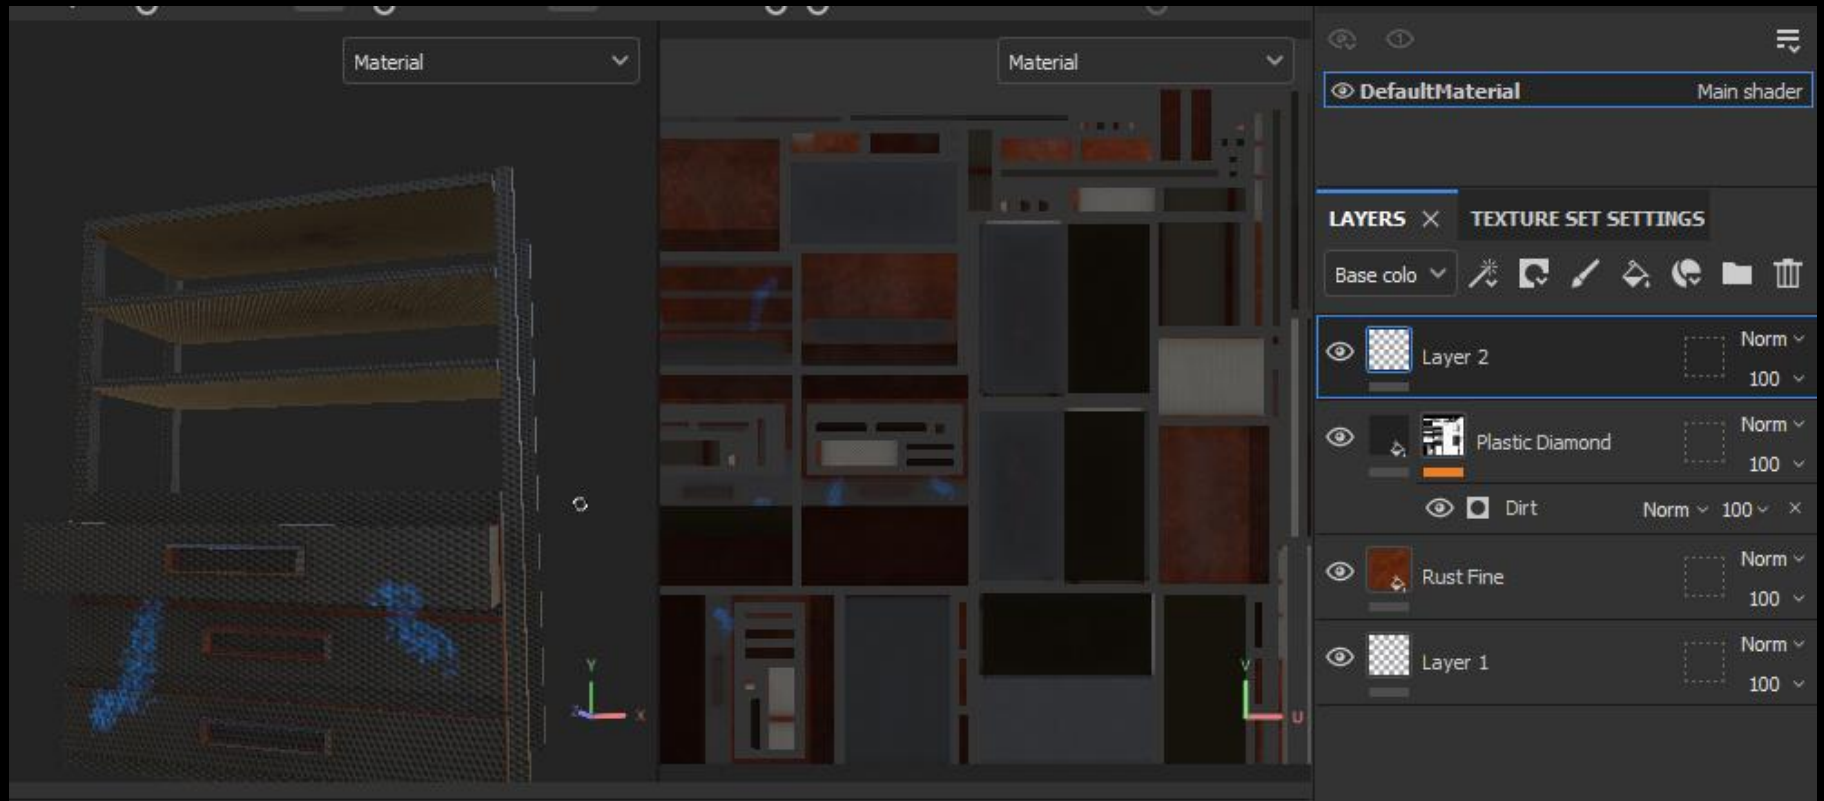 Material
Material
DefaultMaterial Main shader
LAYERS × TEXTURE SET SETTINGS
Base colo
Layer 2 Norm
100
Plastic Diamond Norm
100
Dirt Norm 100 ×
Rust Fine Norm
100
Layer 1 Norm
100
Y
Z X
V
U